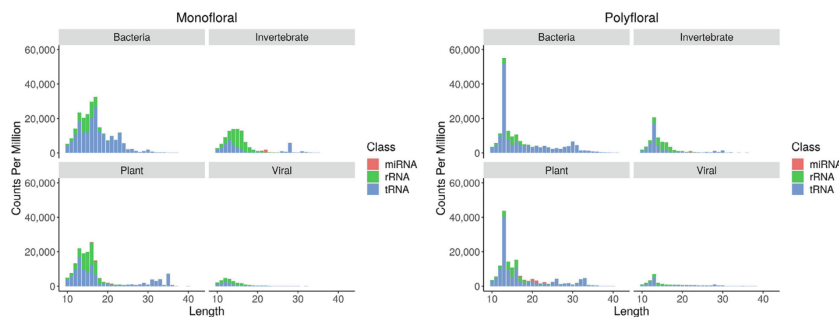 Monofloral
Bacteria
Invertebrate
60,000
40,000
20,000
0
Plant
Viral
60,000
40,000
20,000
0
10
20
30
40
10
20
30
40
Counts Per Million
Length
Class
miRNA
rRNA
tRNA
Polyfloral
Bacteria
Invertebrate
60,000
40,000
20,000
0
Plant
Viral
60,000
40,000
20,000
0
10
20
30
40
10
20
30
40
Counts Per Million
Length
Class
miRNA
rRNA
tRNA